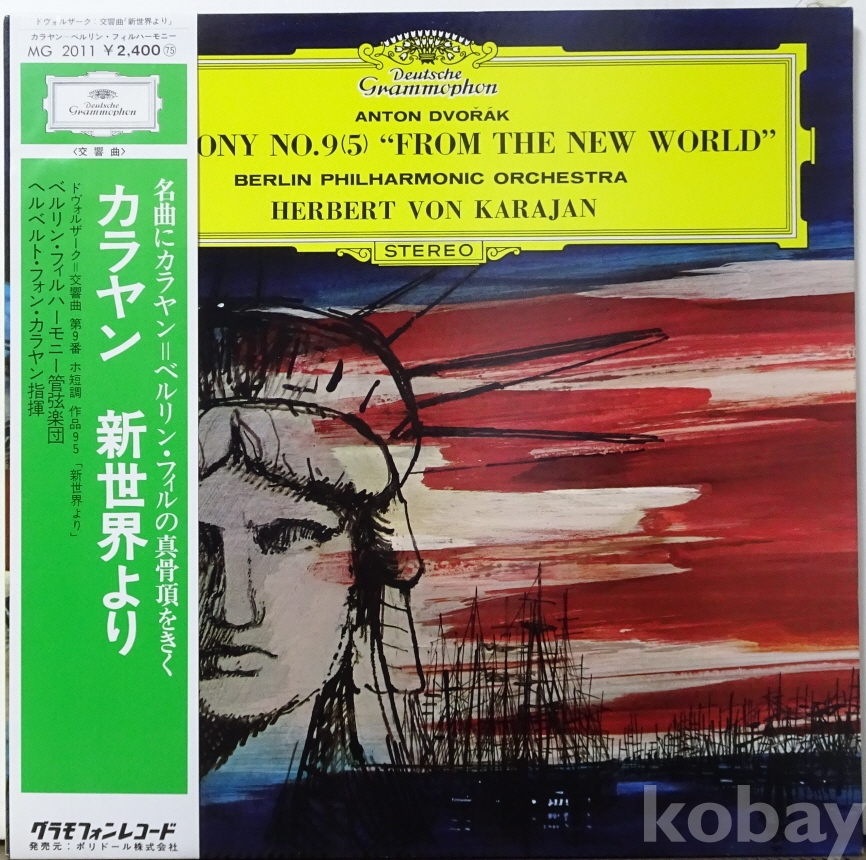 ドヴォルザーク：交響曲「新世界より」
カラヤン＝ベルリン・フィルハーモニー
MG 2011 ¥2,400 75
Deutsche
Grammophon
〈交響曲〉
名曲にカラヤン＝ベルリン・フィルの真骨頂をきく
カラヤン 新世界より
ドヴォルザーク＝交響曲 第9番 ホ短調 作品95「新世界より」
ベルリン・フィルハーモニー管弦楽団
ヘルベルト・フォン・カラヤン指揮
グラモフォンレコード
発売元：ポリドール株式会社
Deutsche
Grammophon
ANTON DVOŘÁK
ONY NO.9(5) “FROM THE NEW WORLD”
BERLIN PHILHARMONIC ORCHESTRA
HERBERT VON KARAJAN
STEREO
kobay